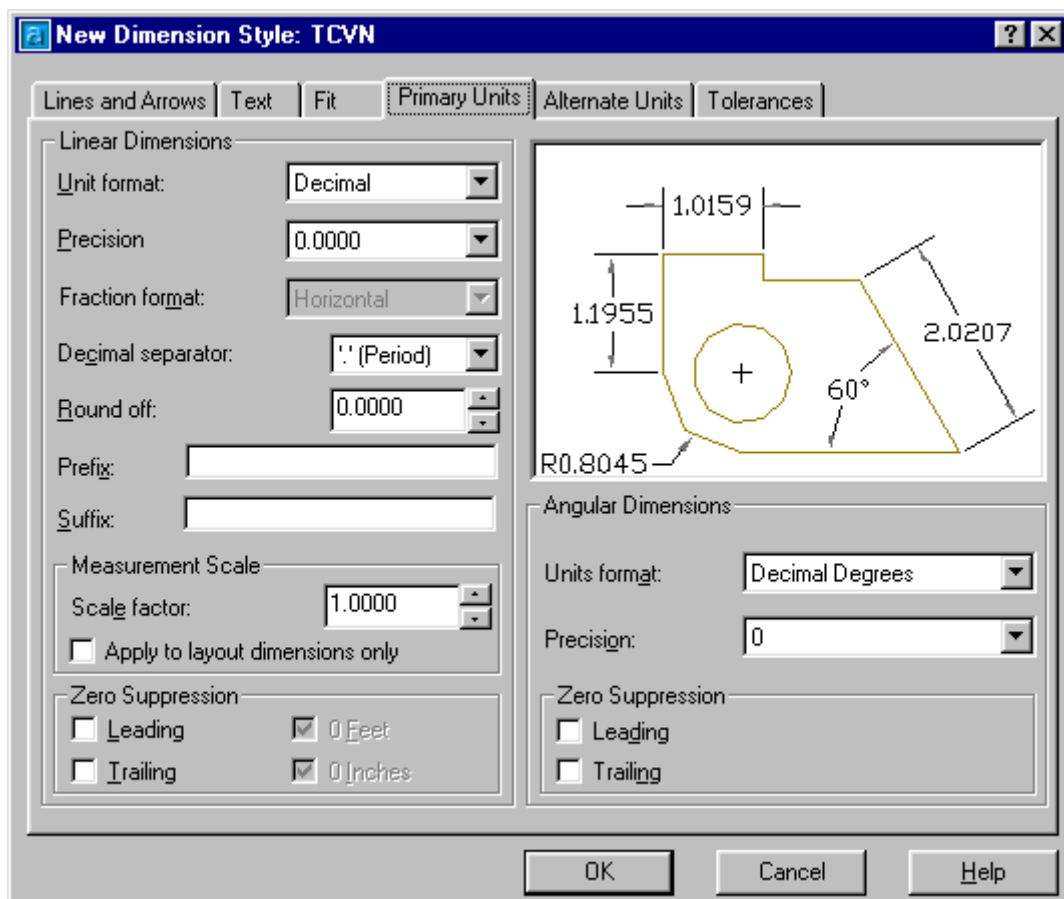 New Dimension Style: TCVN
Lines and Arrows Text Fit Primary Units Alternate Units Tolerances
Linear Dimensions
Unit format: Decimal
Precision 0.0000
Fraction format: Horizontal
Decimal separator: '.' (Period)
Round off: 0.0000
Prefix:
Suffix:
Measurement Scale
Scale factor: 1.0000
Apply to layout dimensions only
Zero Suppression
Leading 0 Feet
Trailing 0 Inches
1.0159
1.1955
2.0207
60°
R0.8045
Angular Dimensions
Units format: Decimal Degrees
Precision: 0
Zero Suppression
Leading
Trailing
OK Cancel Help